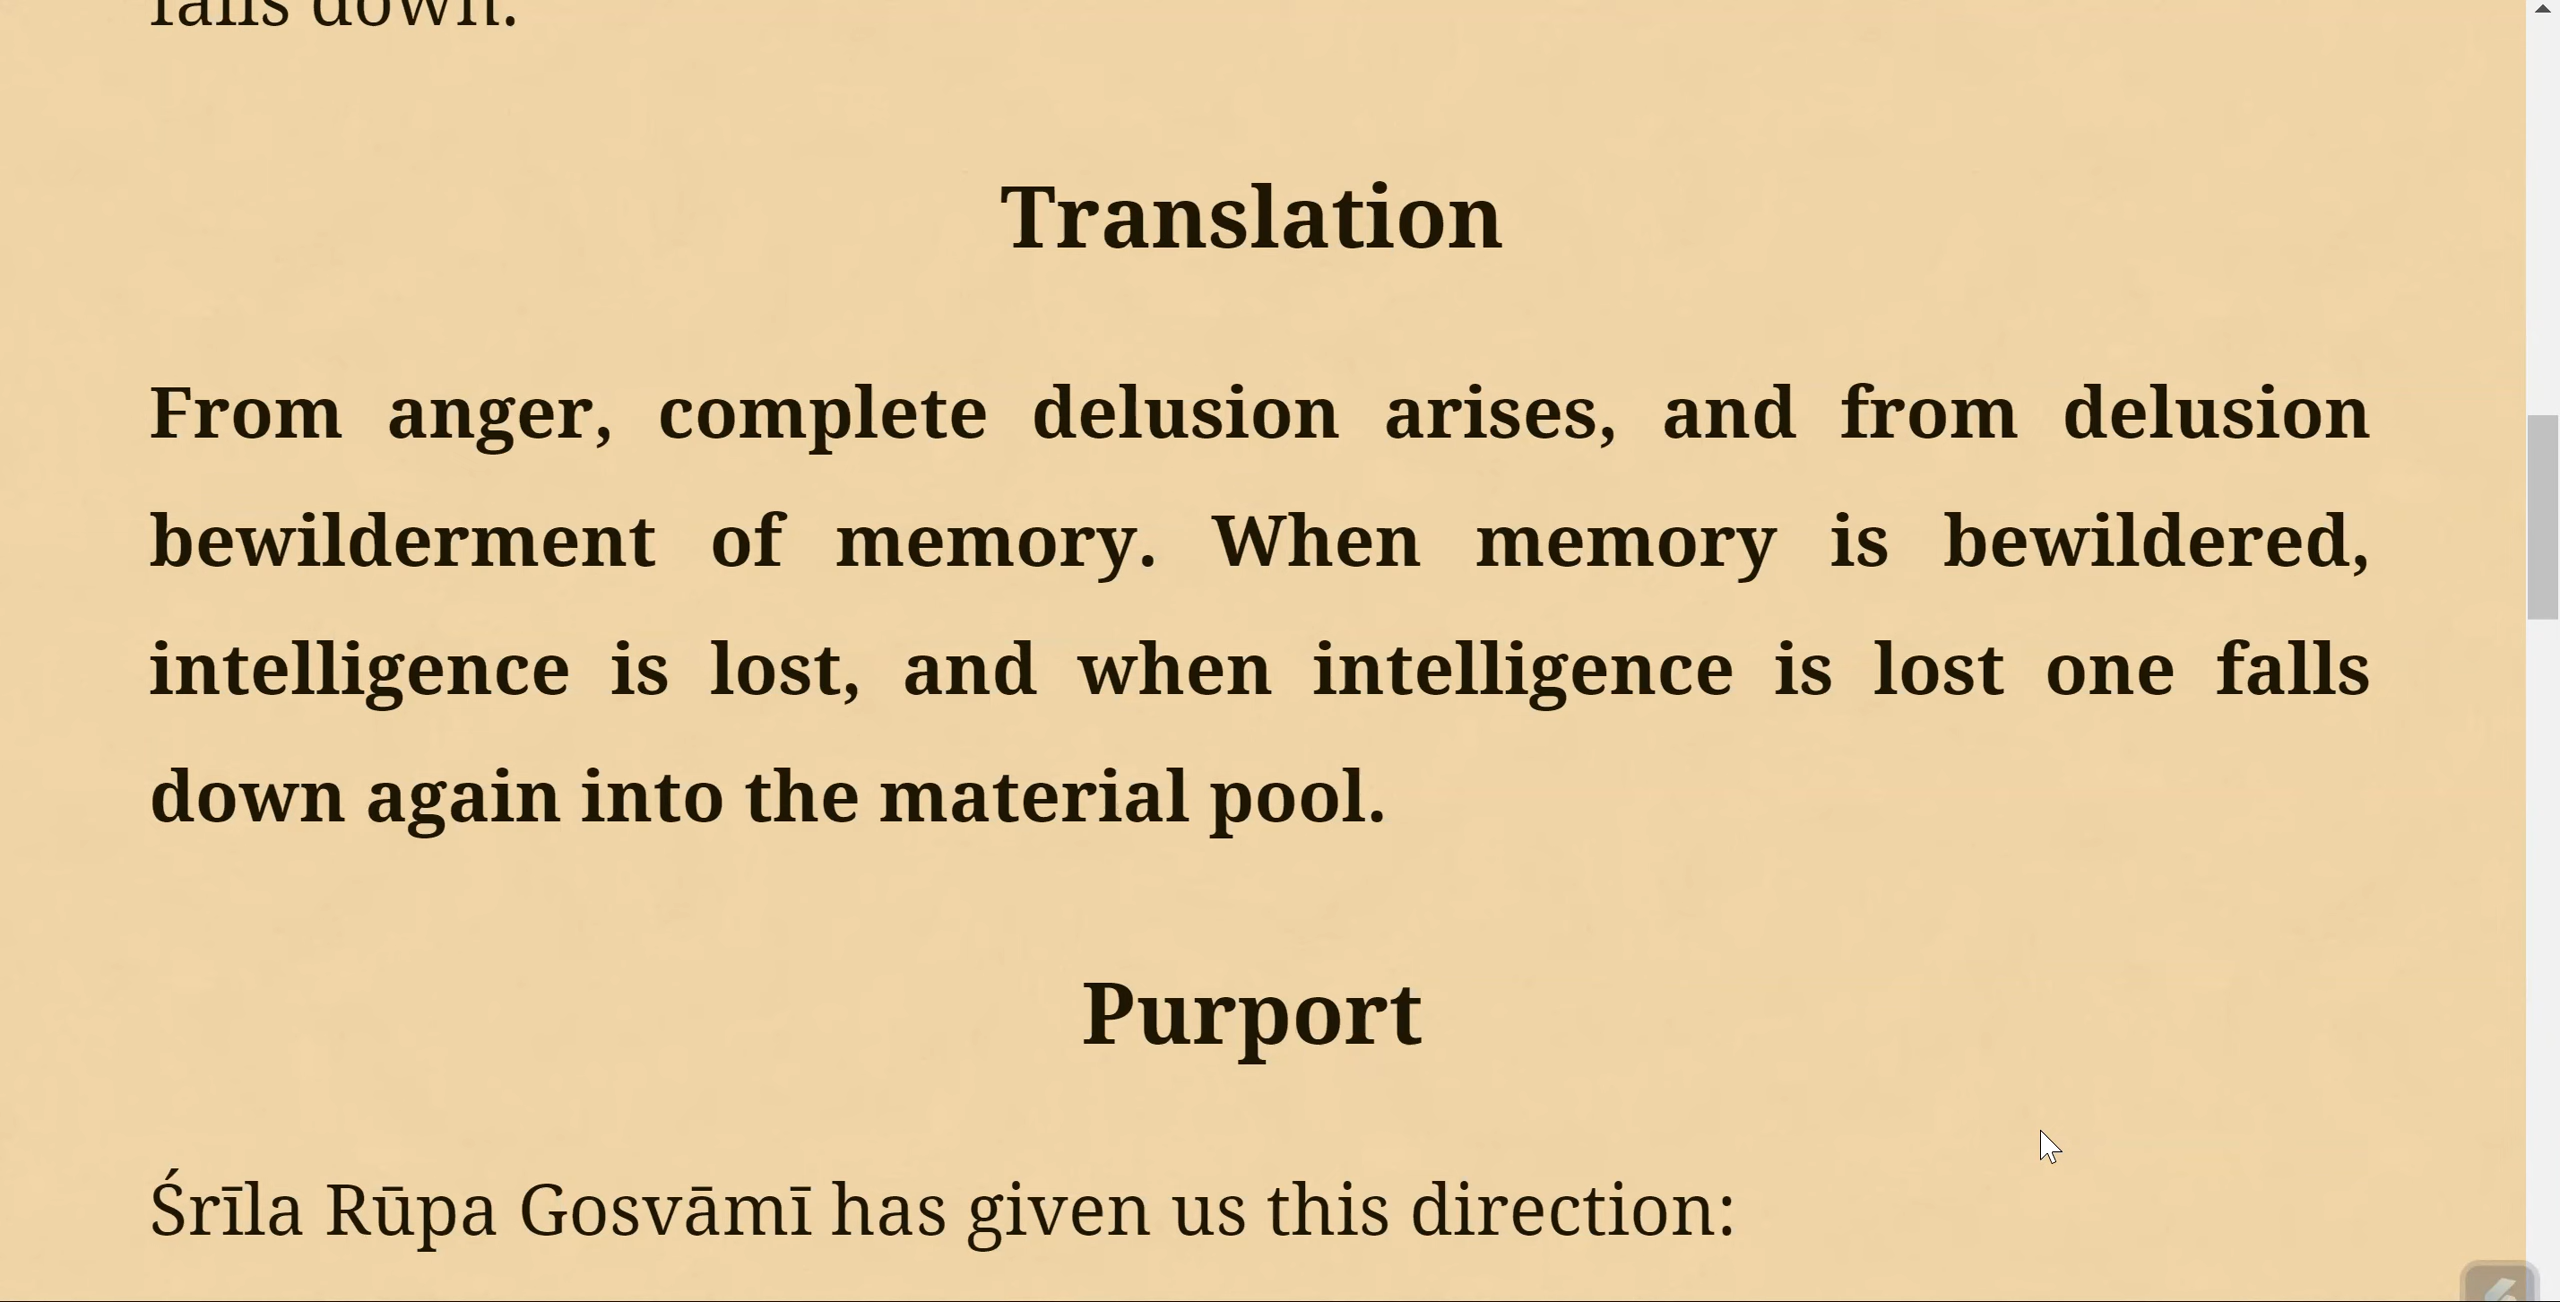 falls down.
Translation
From anger, complete delusion arises, and from delusion
bewilderment of memory. When memory is bewildered,
intelligence is lost, and when intelligence is lost one falls
down again into the material pool.
Purport
Śrīla Rūpa Gosvāmī has given us this direction: